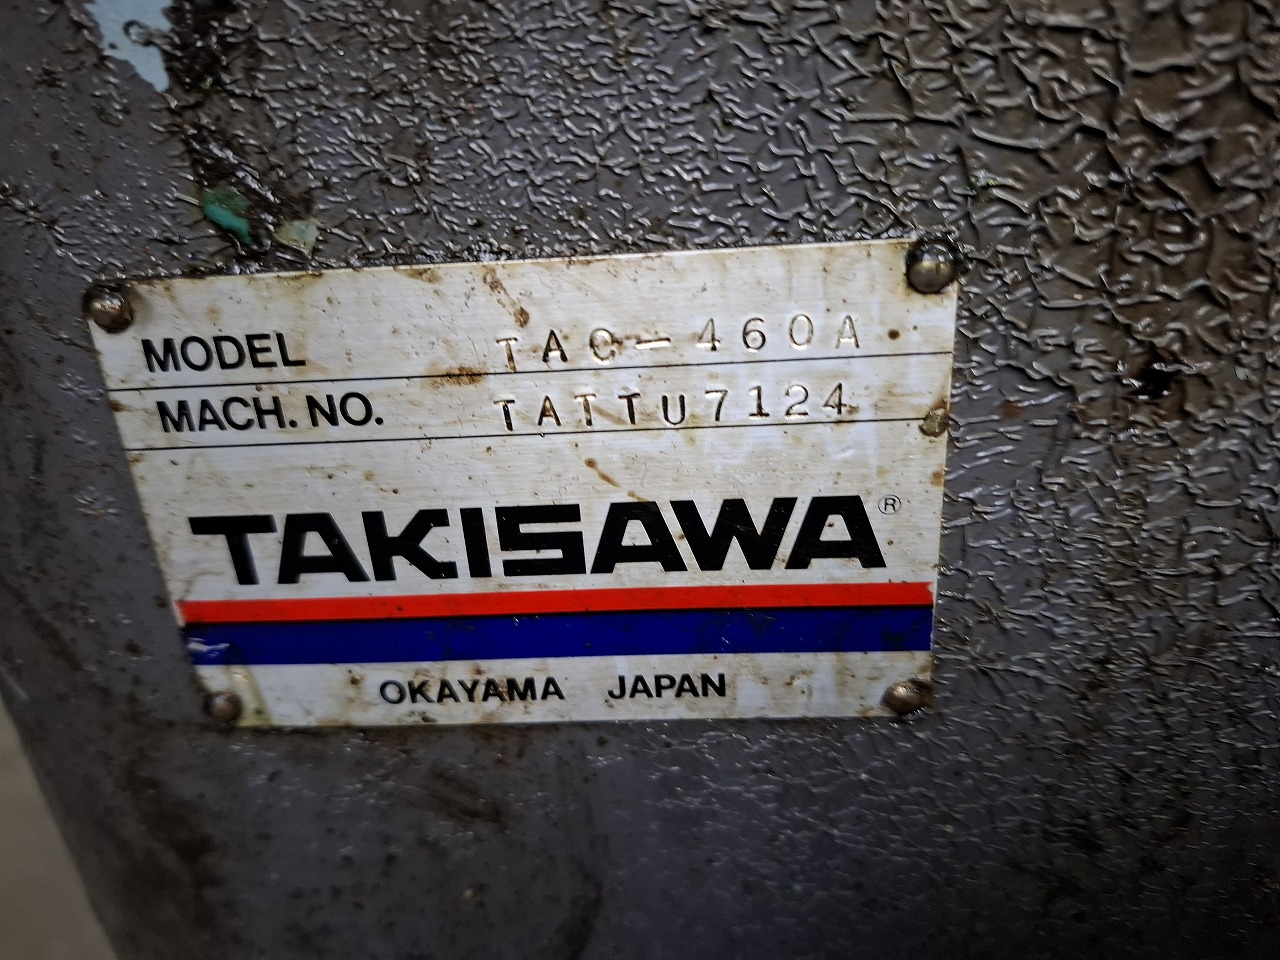 MODEL TAC-460A
MACH. NO. TATTU7124
TAKISAWA®
OKAYAMA JAPAN